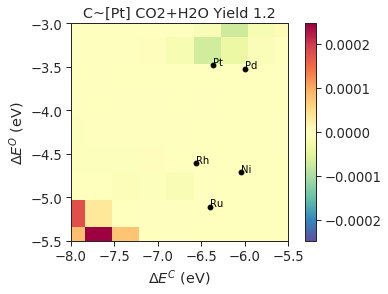 C~[Pt] CO2+H2O Yield 1.2
−3.0
−3.5
−4.0
−4.5
−5.0
−5.5
ΔE^O (eV)
Pt
Pd
Rh
Ni
Ru
−8.0 −7.5 −7.0 −6.5 −6.0 −5.5
ΔE^C (eV)
0.0002
0.0001
0.0000
−0.0001
−0.0002